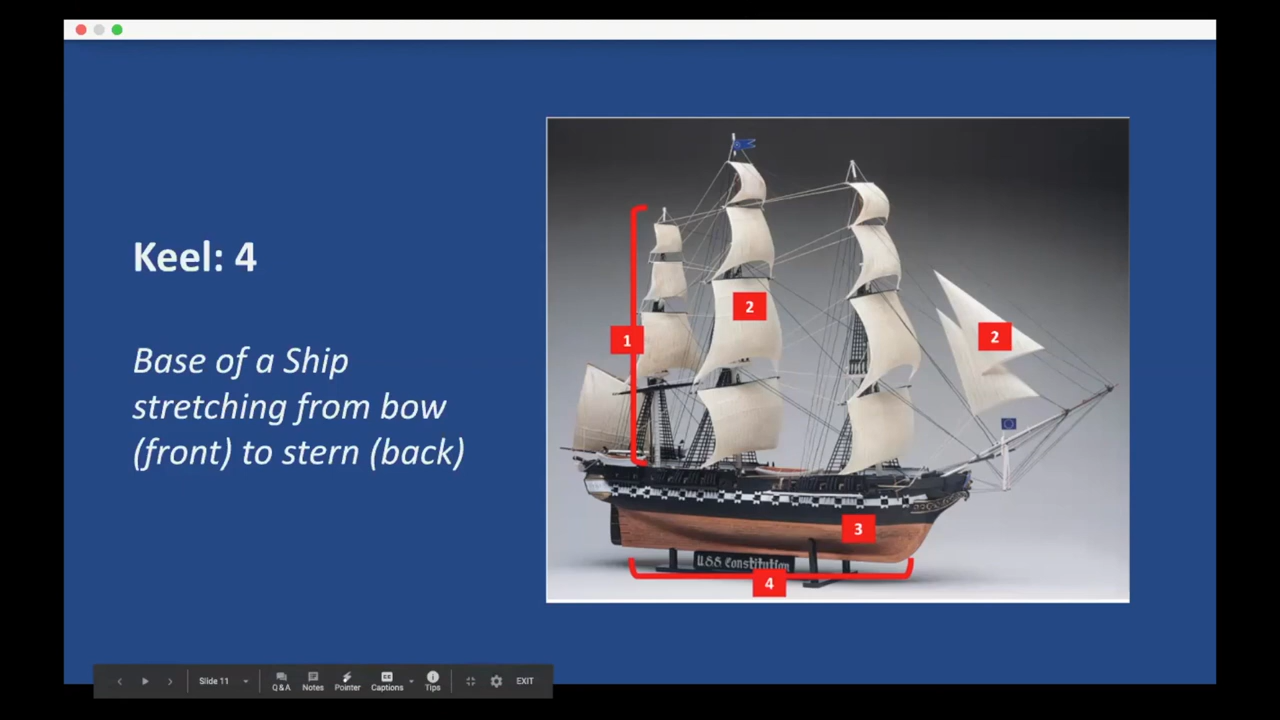 Keel: 4
Base of a Ship
stretching from bow
(front) to stern (back)
1
2
2
3
USS Constitution
4
Slide 11
Q&A
Notes
Pointer
CC
Captions
Tips
EXIT